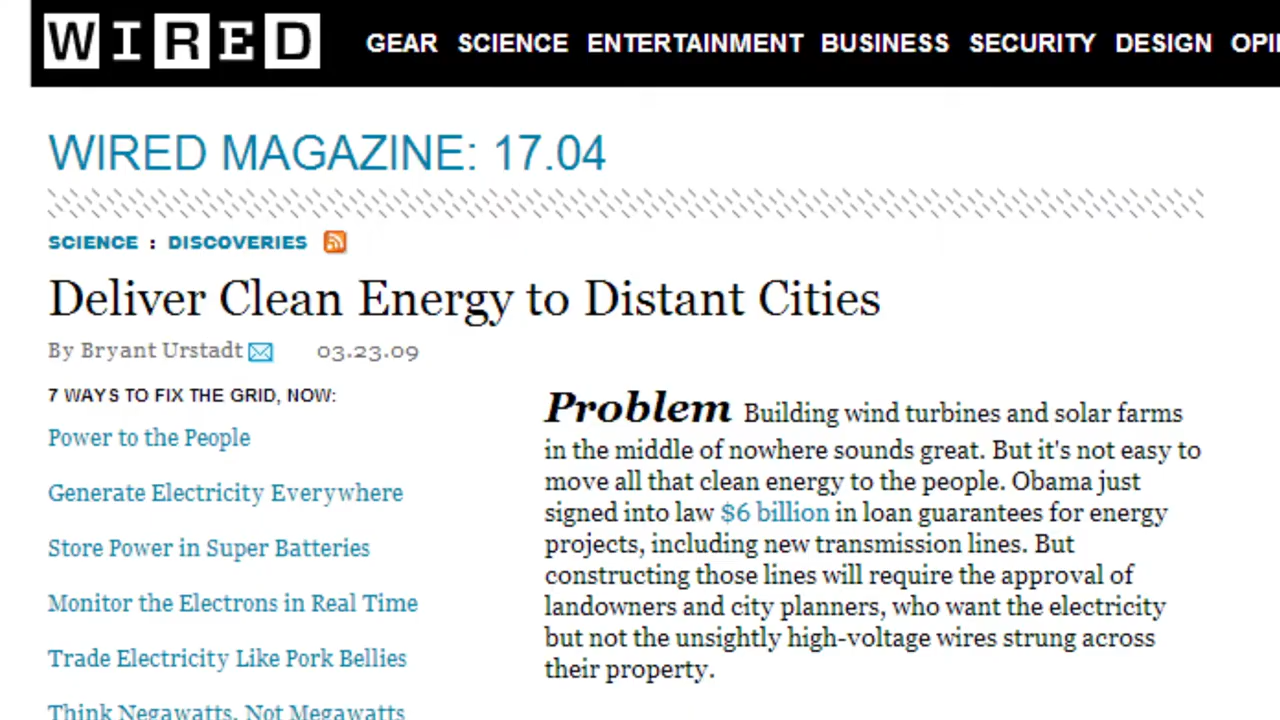 WIRED GEAR SCIENCE ENTERTAINMENT BUSINESS SECURITY DESIGN
WIRED MAGAZINE: 17.04
SCIENCE : DISCOVERIES
Deliver Clean Energy to Distant Cities
By Bryant Urstadt 03.23.09
7 WAYS TO FIX THE GRID, NOW:
Power to the People
Generate Electricity Everywhere
Store Power in Super Batteries
Monitor the Electrons in Real Time
Trade Electricity Like Pork Bellies
Think Negawatts, Not Megawatts
Problem Building wind turbines and solar farms
in the middle of nowhere sounds great. But it's not easy to
move all that clean energy to the people. Obama just
signed into law $6 billion in loan guarantees for energy
projects, including new transmission lines. But
constructing those lines will require the approval of
landowners and city planners, who want the electricity
but not the unsightly high-voltage wires strung across
their property.